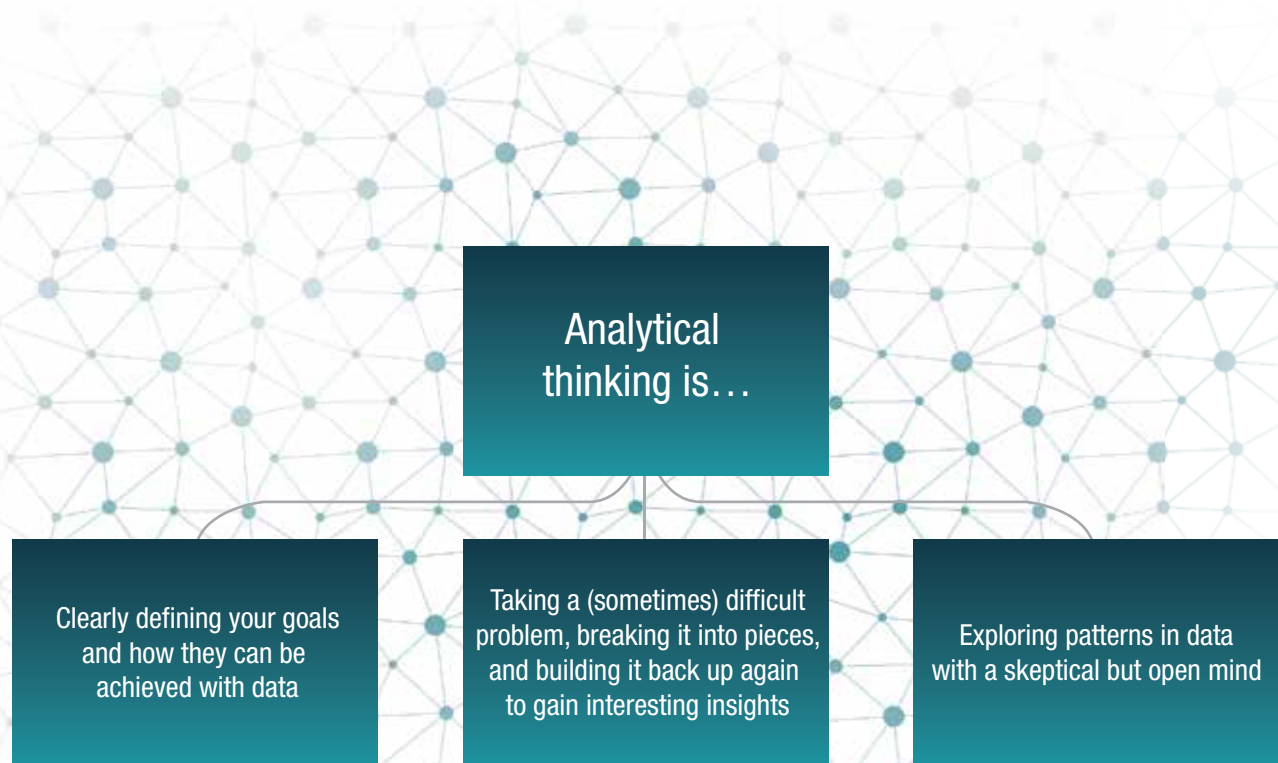 Analytical
thinking is…
Clearly defining your goals
and how they can be
achieved with data
Taking a (sometimes) difficult
problem, breaking it into pieces,
and building it back up again
to gain interesting insights
Exploring patterns in data
with a skeptical but open mind